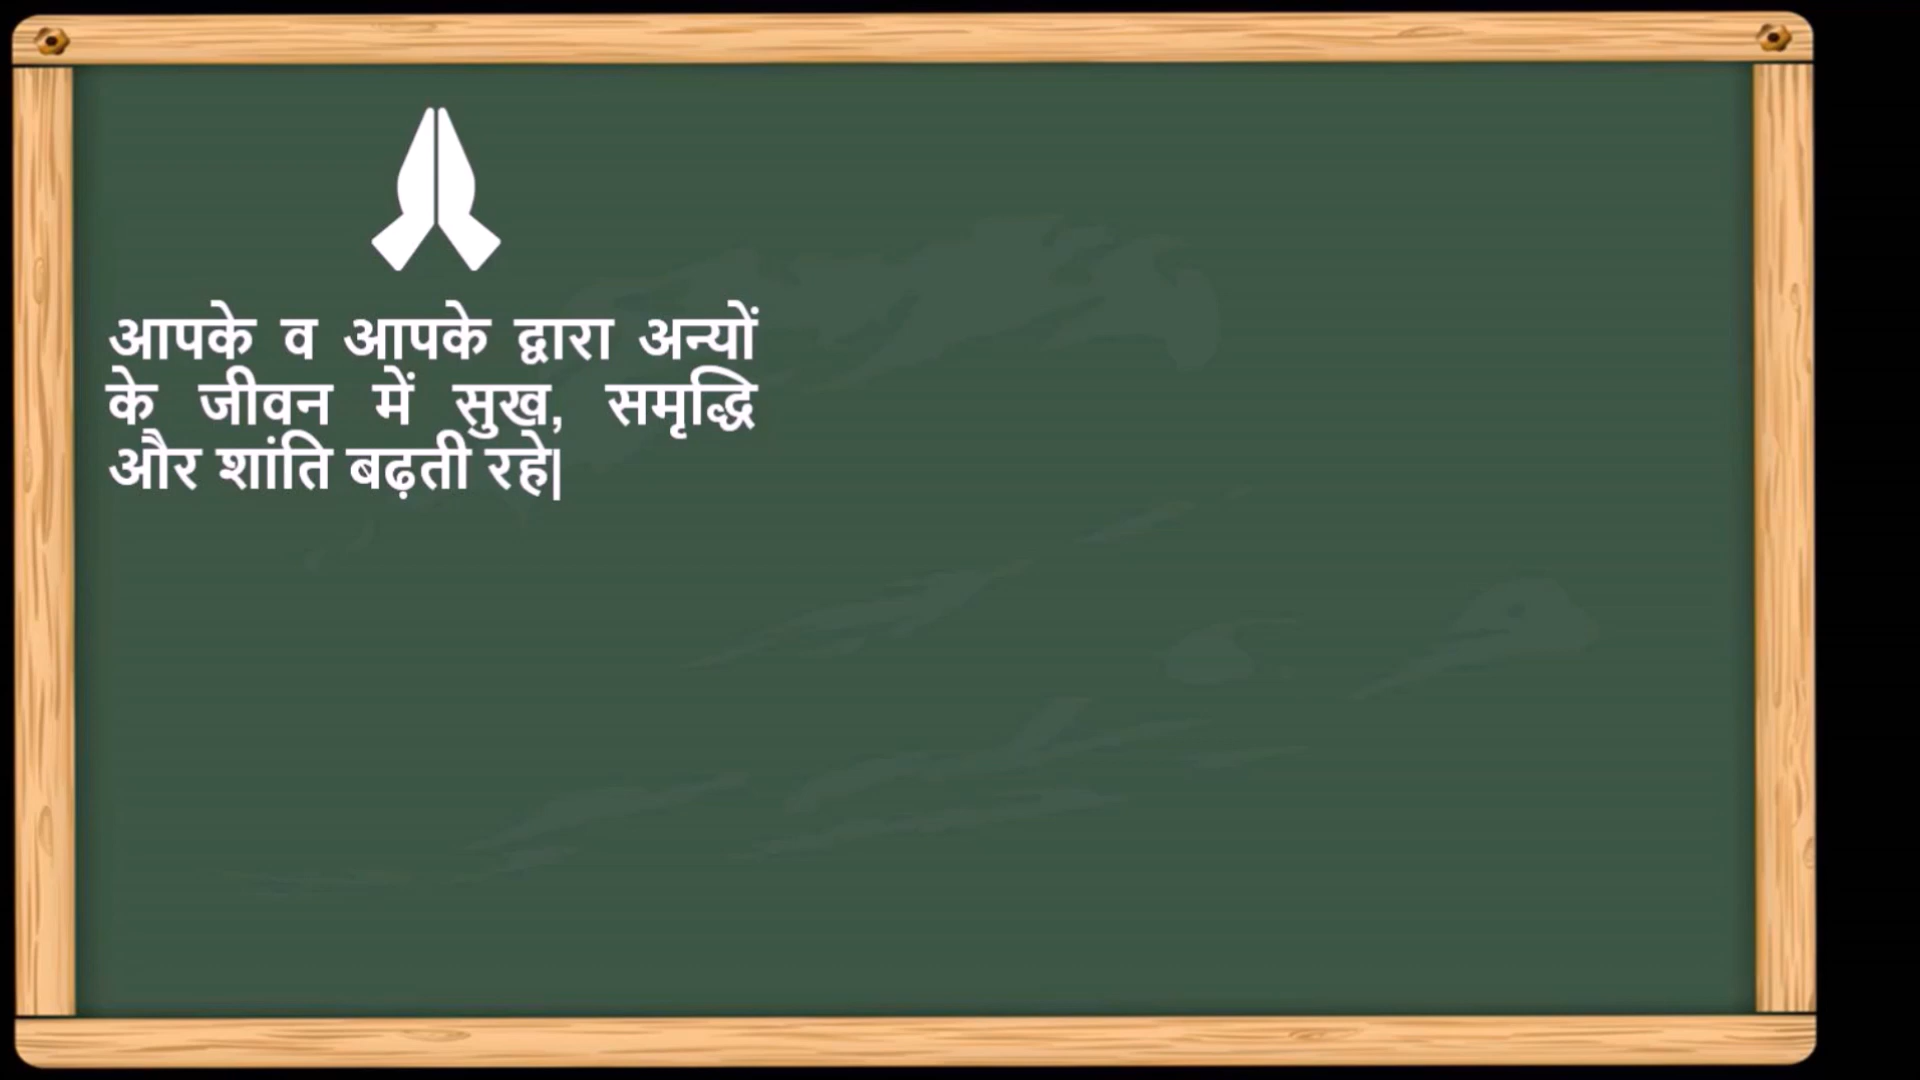 आपके व आपके द्वारा अन्यों
के जीवन में सुख, समृद्धि
और शांति बढ़ती रहे|